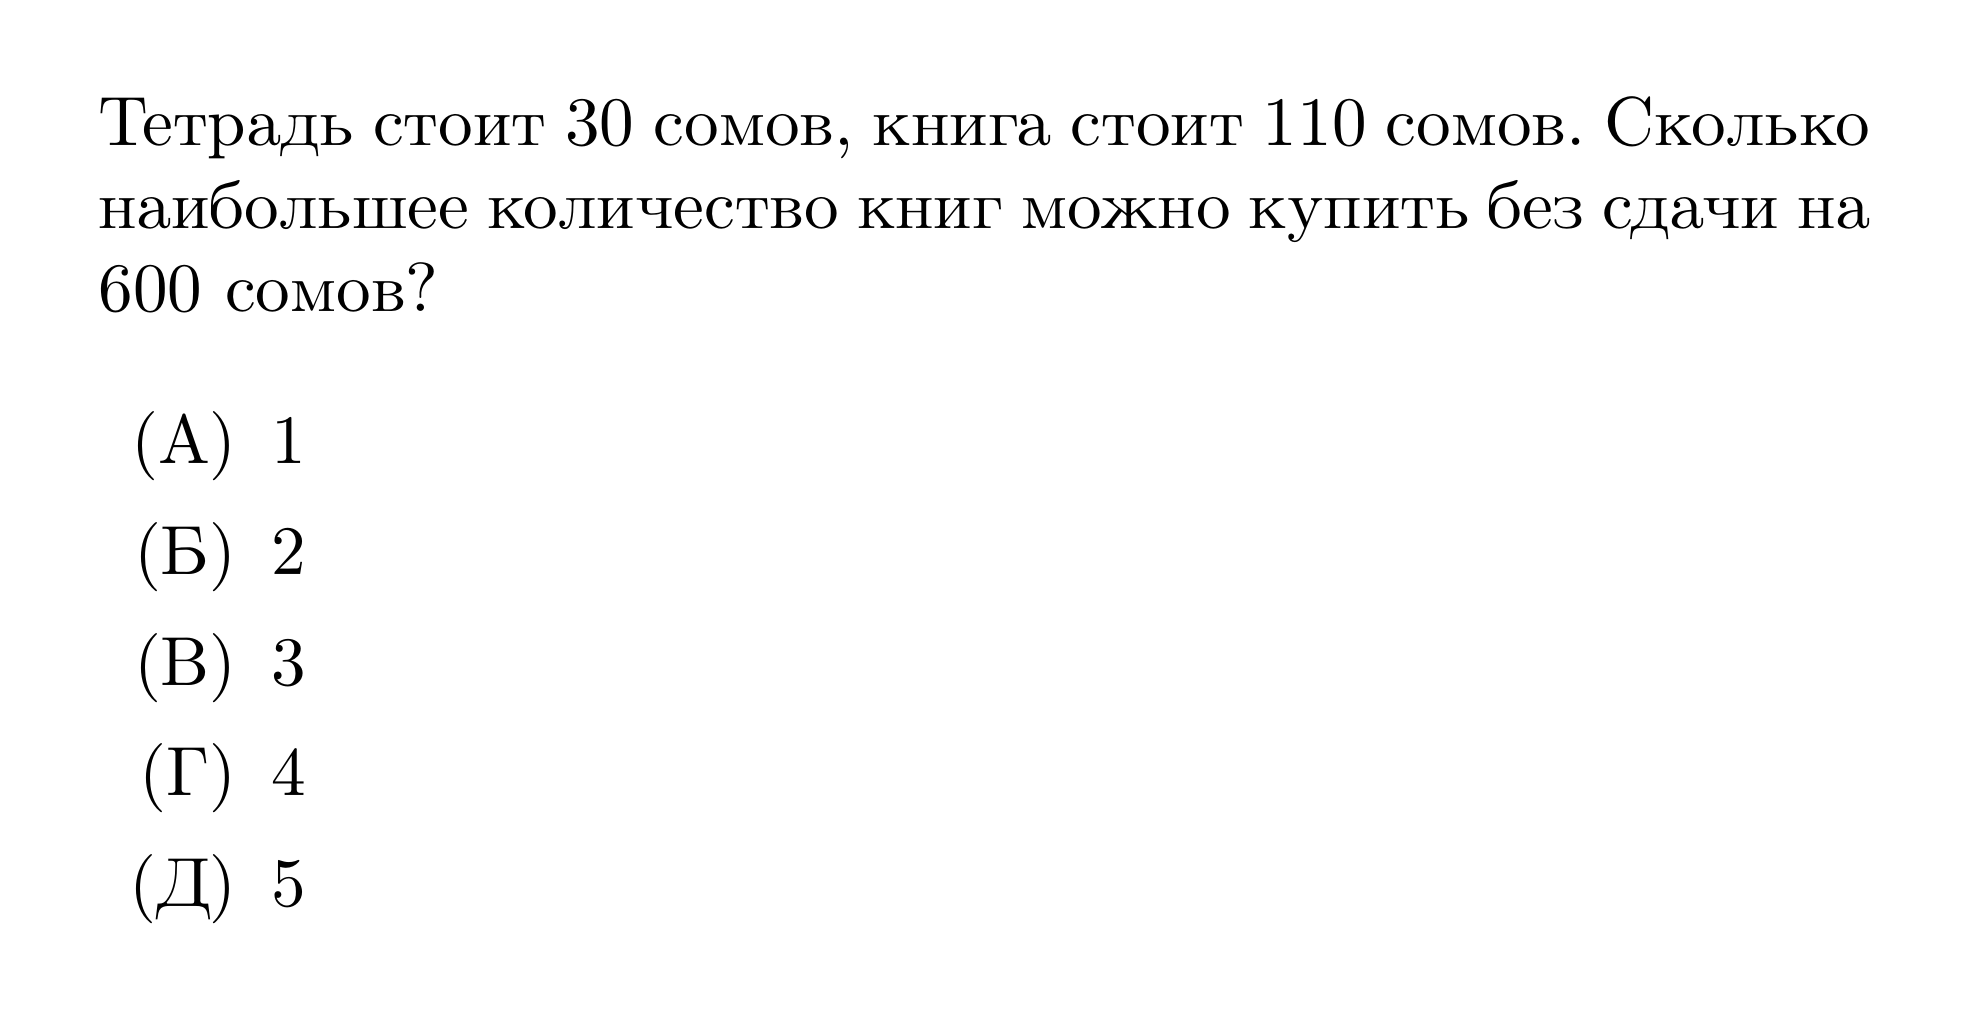 Тетрадь стоит 30 сомов, книга стоит 110 сомов. Сколько
наибольшее количество книг можно купить без сдачи на
600 сомов?
(А) 1
(Б) 2
(В) 3
(Г) 4
(Д) 5